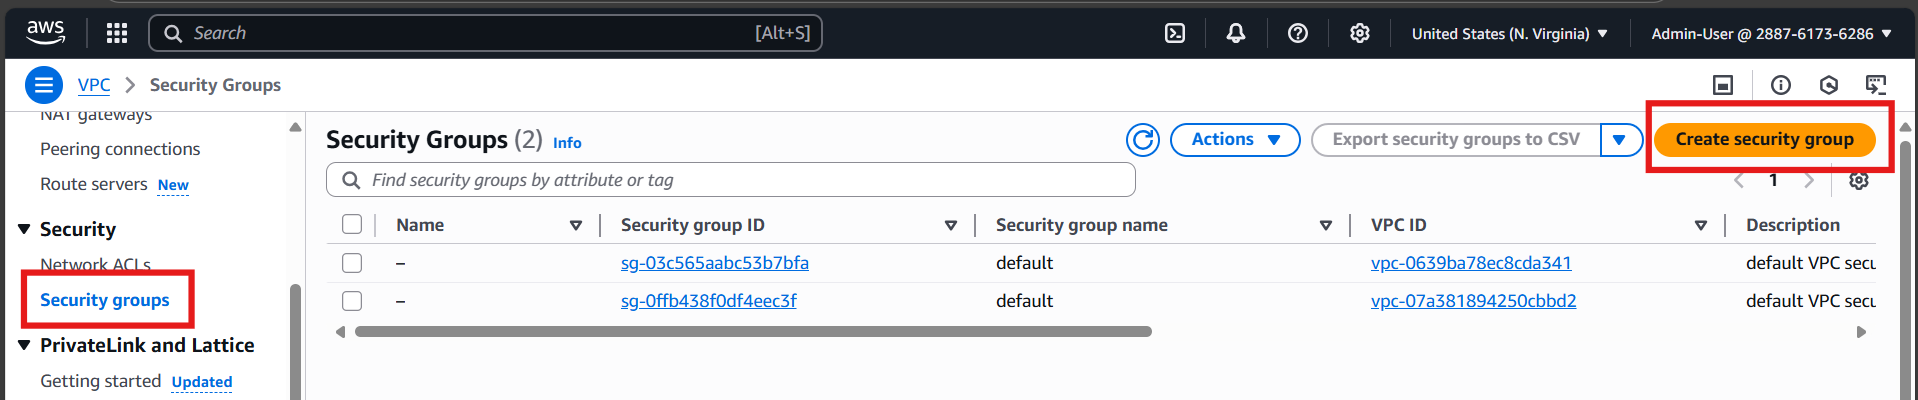 aws
Search [Alt+S]
United States (N. Virginia)
Admin-User @ 2887-6173-6286
VPC
Security Groups
NAT gateways
Peering connections
Route servers New
Security
Network ACLs
Security groups
PrivateLink and Lattice
Getting started Updated
Security Groups (2) Info
Actions
Export security groups to CSV
Create security group
Find security groups by attribute or tag
1
Name Security group ID Security group name VPC ID Description
– sg-03c565aabc53b7bfa default vpc-0639ba78ec8cda341 default VPC secu
– sg-0ffb438f0df4eec3f default vpc-07a381894250cbbd2 default VPC secu